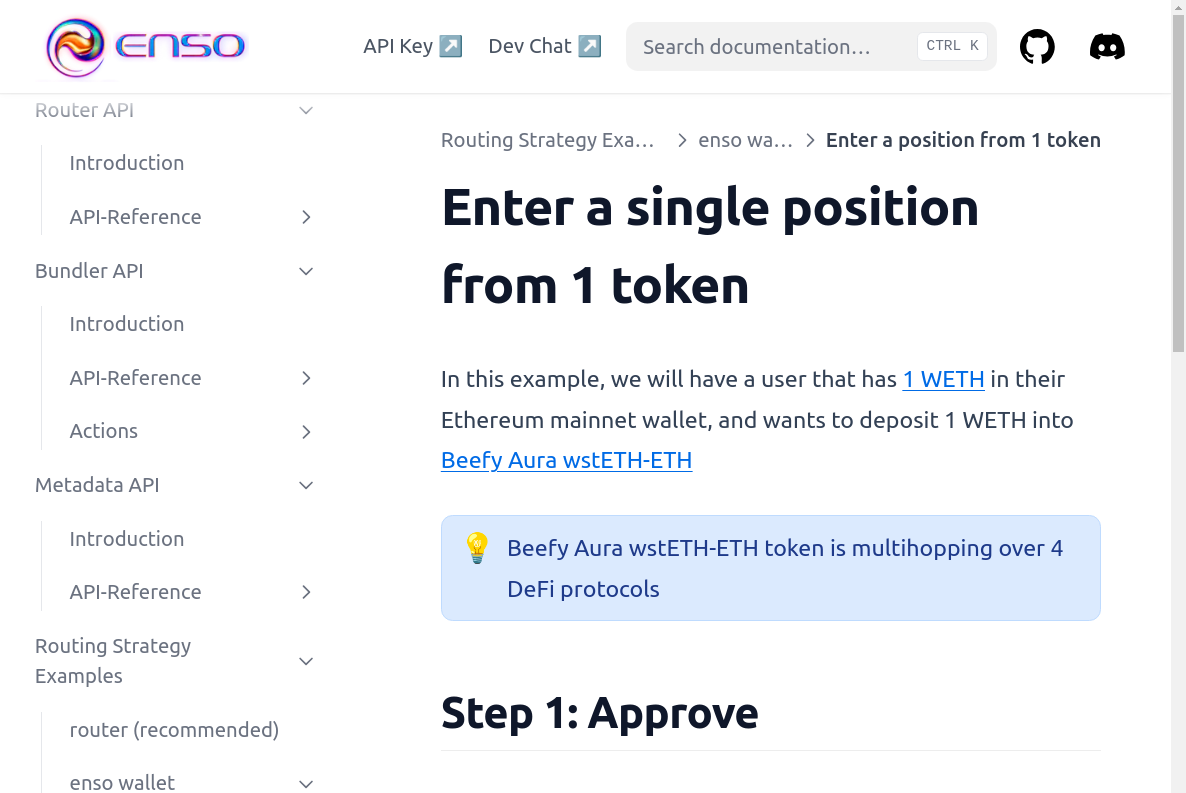 ENSO
API Key ↗ Dev Chat ↗ Search documentation… CTRL K
Router API
Introduction
API-Reference
Bundler API
Introduction
API-Reference
Actions
Metadata API
Introduction
API-Reference
Routing Strategy
Examples
router (recommended)
enso wallet
Routing Strategy Exa… > enso wa… > Enter a position from 1 token
Enter a single position
from 1 token
In this example, we will have a user that has 1 WETH in their
Ethereum mainnet wallet, and wants to deposit 1 WETH into
Beefy Aura wstETH-ETH
💡 Beefy Aura wstETH-ETH token is multihopping over 4
DeFi protocols
Step 1: Approve